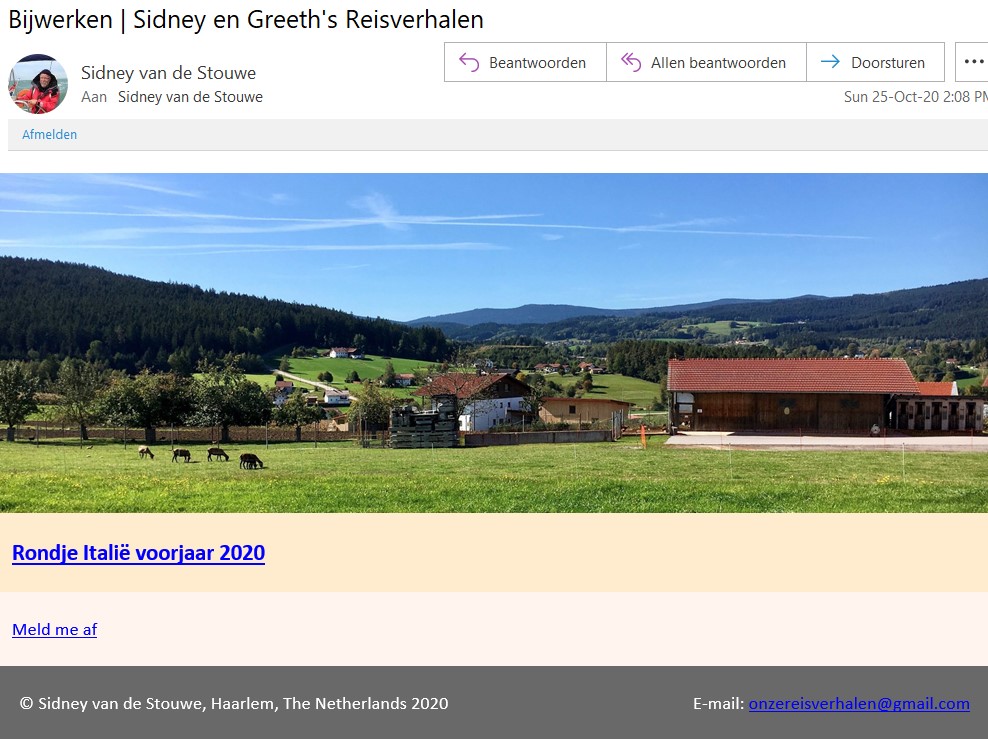 Bijwerken | Sidney en Greeth's Reisverhalen
Sidney van de Stouwe
Aan Sidney van de Stouwe
Beantwoorden
Allen beantwoorden
Doorsturen
Sun 25-Oct-20 2:08 PM
Afmelden
Rondje Italië voorjaar 2020
Meld me af
© Sidney van de Stouwe, Haarlem, The Netherlands 2020
E-mail: onzereisverhalen@gmail.com